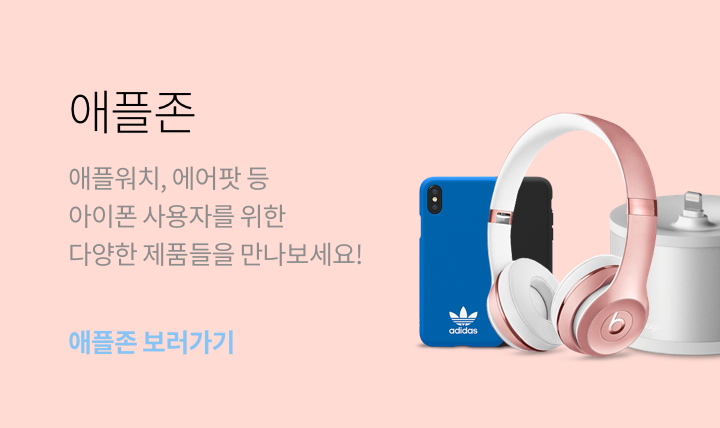 애플존
애플워치, 에어팟 등
아이폰 사용자를 위한
다양한 제품들을 만나보세요!
애플존 보러가기
adidas
b